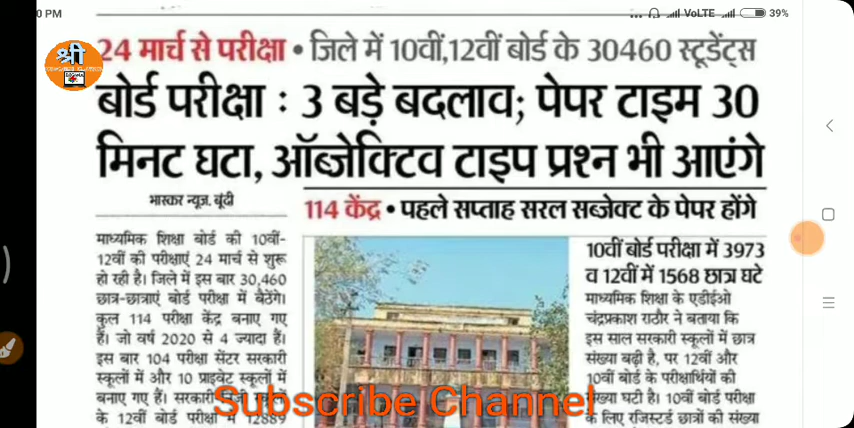 0 PM
VoLTE 39%
श्री
24 मार्च से परीक्षा • जिले में 10वीं,12वीं बोर्ड के 30460 स्टूडेंट्स
बोर्ड परीक्षा : 3 बड़े बदलाव; पेपर टाइम 30
मिनट घटा, ऑब्जेक्टिव टाइप प्रश्न भी आएंगे
भास्कर न्यूज. बूंदी
114 केंद्र • पहले सप्ताह सरल सब्जेक्ट के पेपर होंगे
माध्यमिक शिक्षा बोर्ड की 10वीं-
12वीं की परीक्षाएं 24 मार्च से शुरू
हो रही है। जिले में इस बार 30,460
छात्र-छात्राएं बोर्ड परीक्षा में बैठेंगे।
कुल 114 परीक्षा केंद्र बनाए गए
हैं। जो वर्ष 2020 से 4 ज्यादा हैं।
इस बार 104 परीक्षा सेंटर सरकारी
स्कूलों में और 10 प्राइवेट स्कूलों में
बनाए गए हैं। सरकारी
के 12वीं बोर्ड परीक्षा में 12889
10वीं बोर्ड परीक्षा में 3973
व 12वीं में 1568 छात्र घटे
माध्यमिक शिक्षा के एडीईओ
चंद्रप्रकाश राठौर ने बताया कि
इस साल सरकारी स्कूलों में छात्र
संख्या बढ़ी है, पर 12वीं और
10वीं बोर्ड के परीक्षार्थियों की
घटी है। 10वीं बोर्ड परीक्षा
के लिए रजिस्टर्ड छात्रों की संख्या
Subscribe Channel